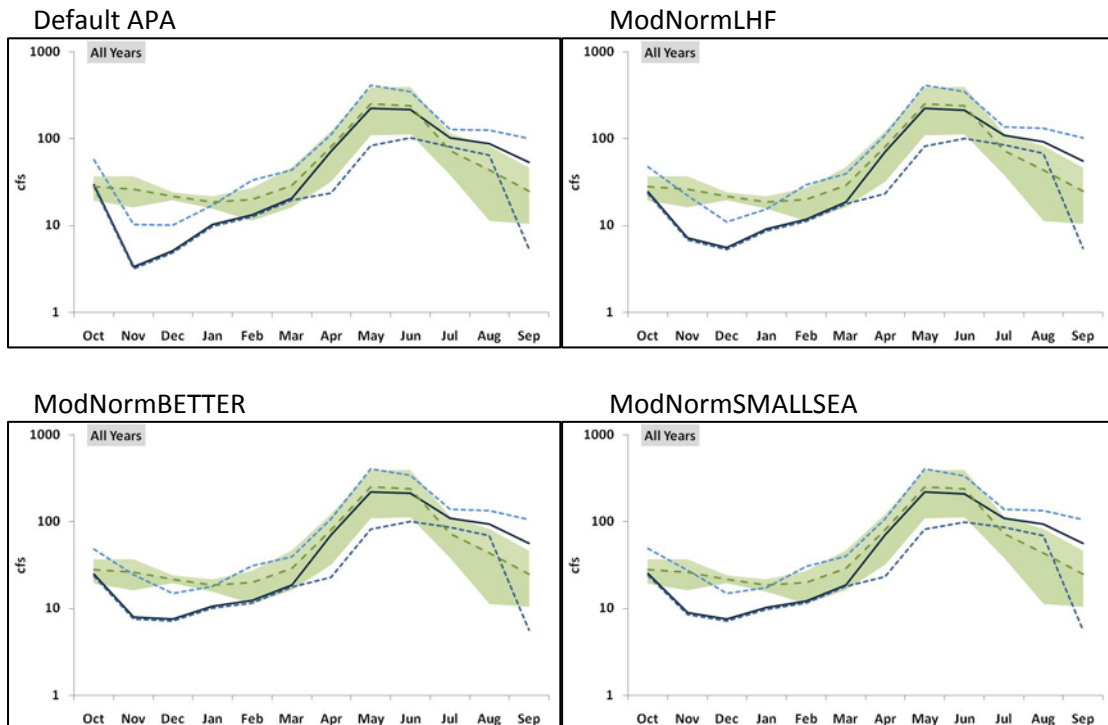 Default APA
ModNormLHF
All Years
All Years
1000
100
10
1
cfs
Oct Nov Dec Jan Feb Mar Apr May Jun Jul Aug Sep
1000
100
10
1
cfs
Oct Nov Dec Jan Feb Mar Apr May Jun Jul Aug Sep
ModNormBETTER
ModNormSMALLSEA
All Years
All Years
1000
100
10
1
cfs
Oct Nov Dec Jan Feb Mar Apr May Jun Jul Aug Sep
1000
100
10
1
cfs
Oct Nov Dec Jan Feb Mar Apr May Jun Jul Aug Sep